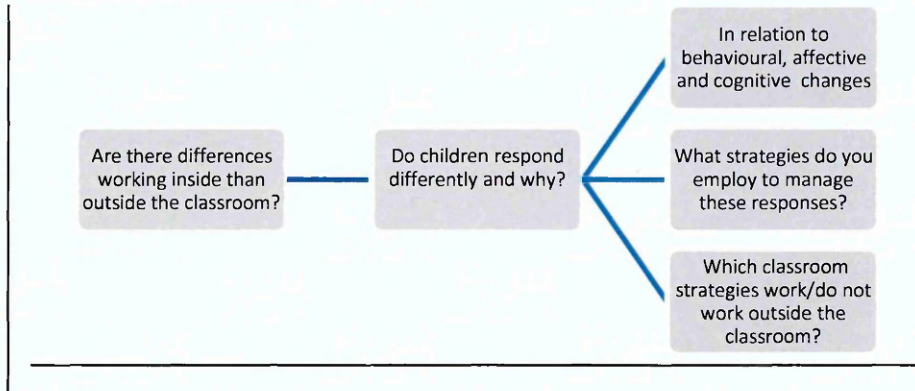 Are there differences
working inside than
outside the classroom?
Do children respond
differently and why?
In relation to
behavioural, affective
and cognitive changes
What strategies do you
employ to manage
these responses?
Which classroom
strategies work/do not
work outside the
classroom?